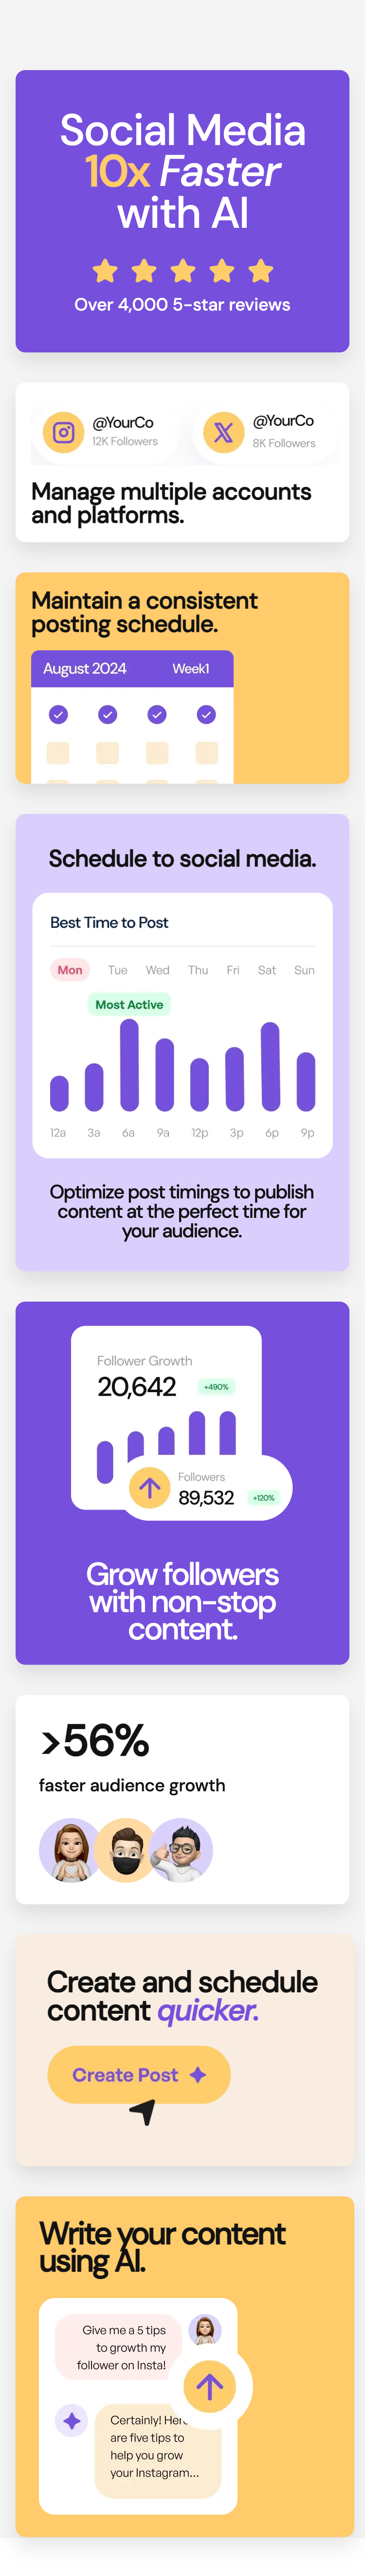 Social Media
10x Faster
with AI
Over 4,000 5-star reviews
@YourCo
12K Followers
@YourCo
8K Followers
Manage multiple accounts
and platforms.
Maintain a consistent
posting schedule.
August 2024 Week1
Schedule to social media.
Best Time to Post
Mon Tue Wed Thu Fri Sat Sun
Most Active
12a 3a 6a 9a 12p 3p 6p 9p
Optimize post timings to publish
content at the perfect time for
your audience.
Follower Growth
20,642 +490%
Followers
89,532 +120%
Grow followers
with non-stop
content.
>56%
faster audience growth
Create and schedule
content quicker.
Create Post
Write your content
using AI.
Give me a 5 tips
to growth my
follower on Insta!
Certainly! Here
are five tips to
help you grow
your Instagram...